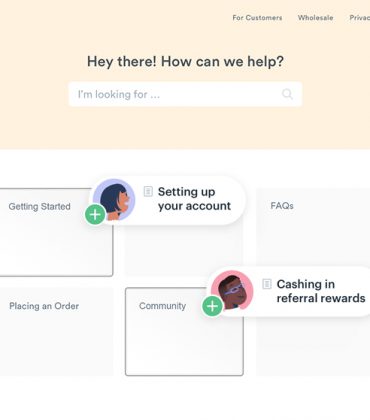 For Customers Wholesale
Hey there! How can we help?
I'm looking for ...
Getting Started
Setting up
your account
FAQs
Cashing in
referral rewards
Placing an Order
Community